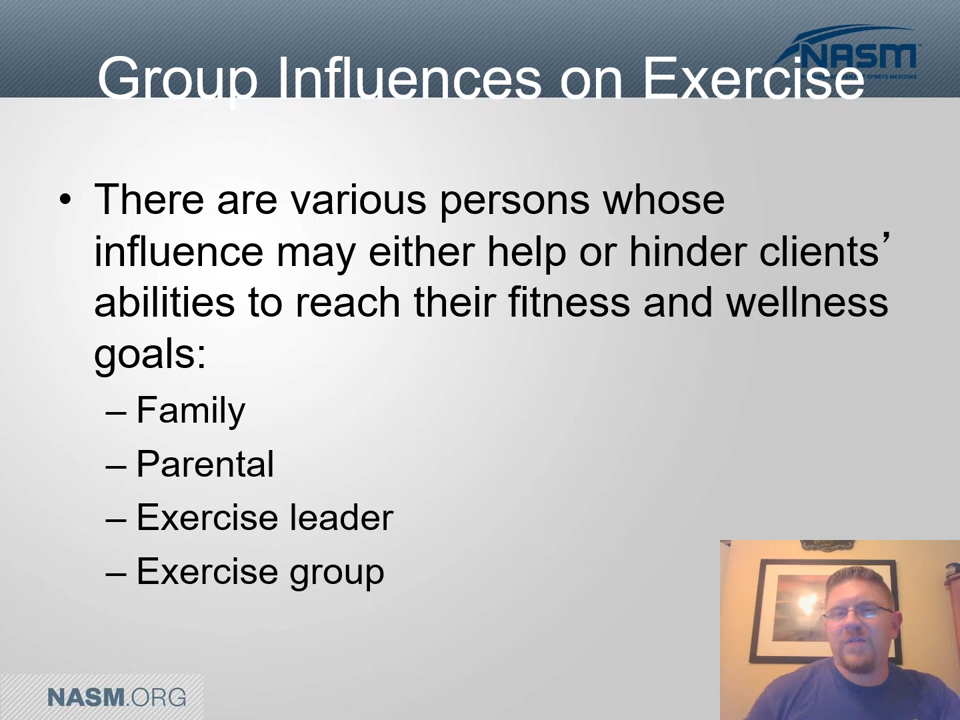 NASM
Group Influences on Exercise
• There are various persons whose
influence may either help or hinder clients’
abilities to reach their fitness and wellness
goals:
– Family
– Parental
– Exercise leader
– Exercise group
NASM.ORG